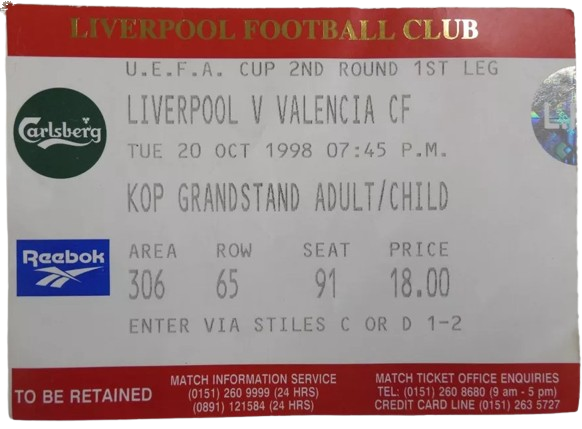 LIVERPOOL FOOTBALL CLUB
U.E.F.A. CUP 2ND ROUND 1ST LEG
LIVERPOOL V VALENCIA CF
TUE 20 OCT 1998 07:45 P.M.
KOP GRANDSTAND ADULT/CHILD
Carlsberg
Reebok
AREA ROW SEAT PRICE
306 65 91 18.00
ENTER VIA STILES C OR D 1-2
TO BE RETAINED
MATCH INFORMATION SERVICE
(0151) 260 9999 (24 HRS)
(0891) 121584 (24 HRS)
MATCH TICKET OFFICE ENQUIRIES
TEL: (0151) 260 8680 (9 am - 5 pm)
CREDIT CARD LINE (0151) 263 5727